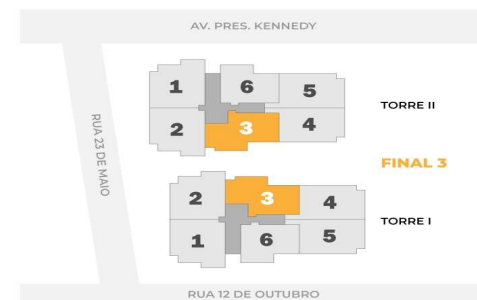 AV. PRES. KENNEDY
1
6
5
TORRE II
2
3
4
RUA 23 DE MAIO
FINAL 3
2
3
4
TORRE I
1
6
5
RUA 12 DE OUTUBRO